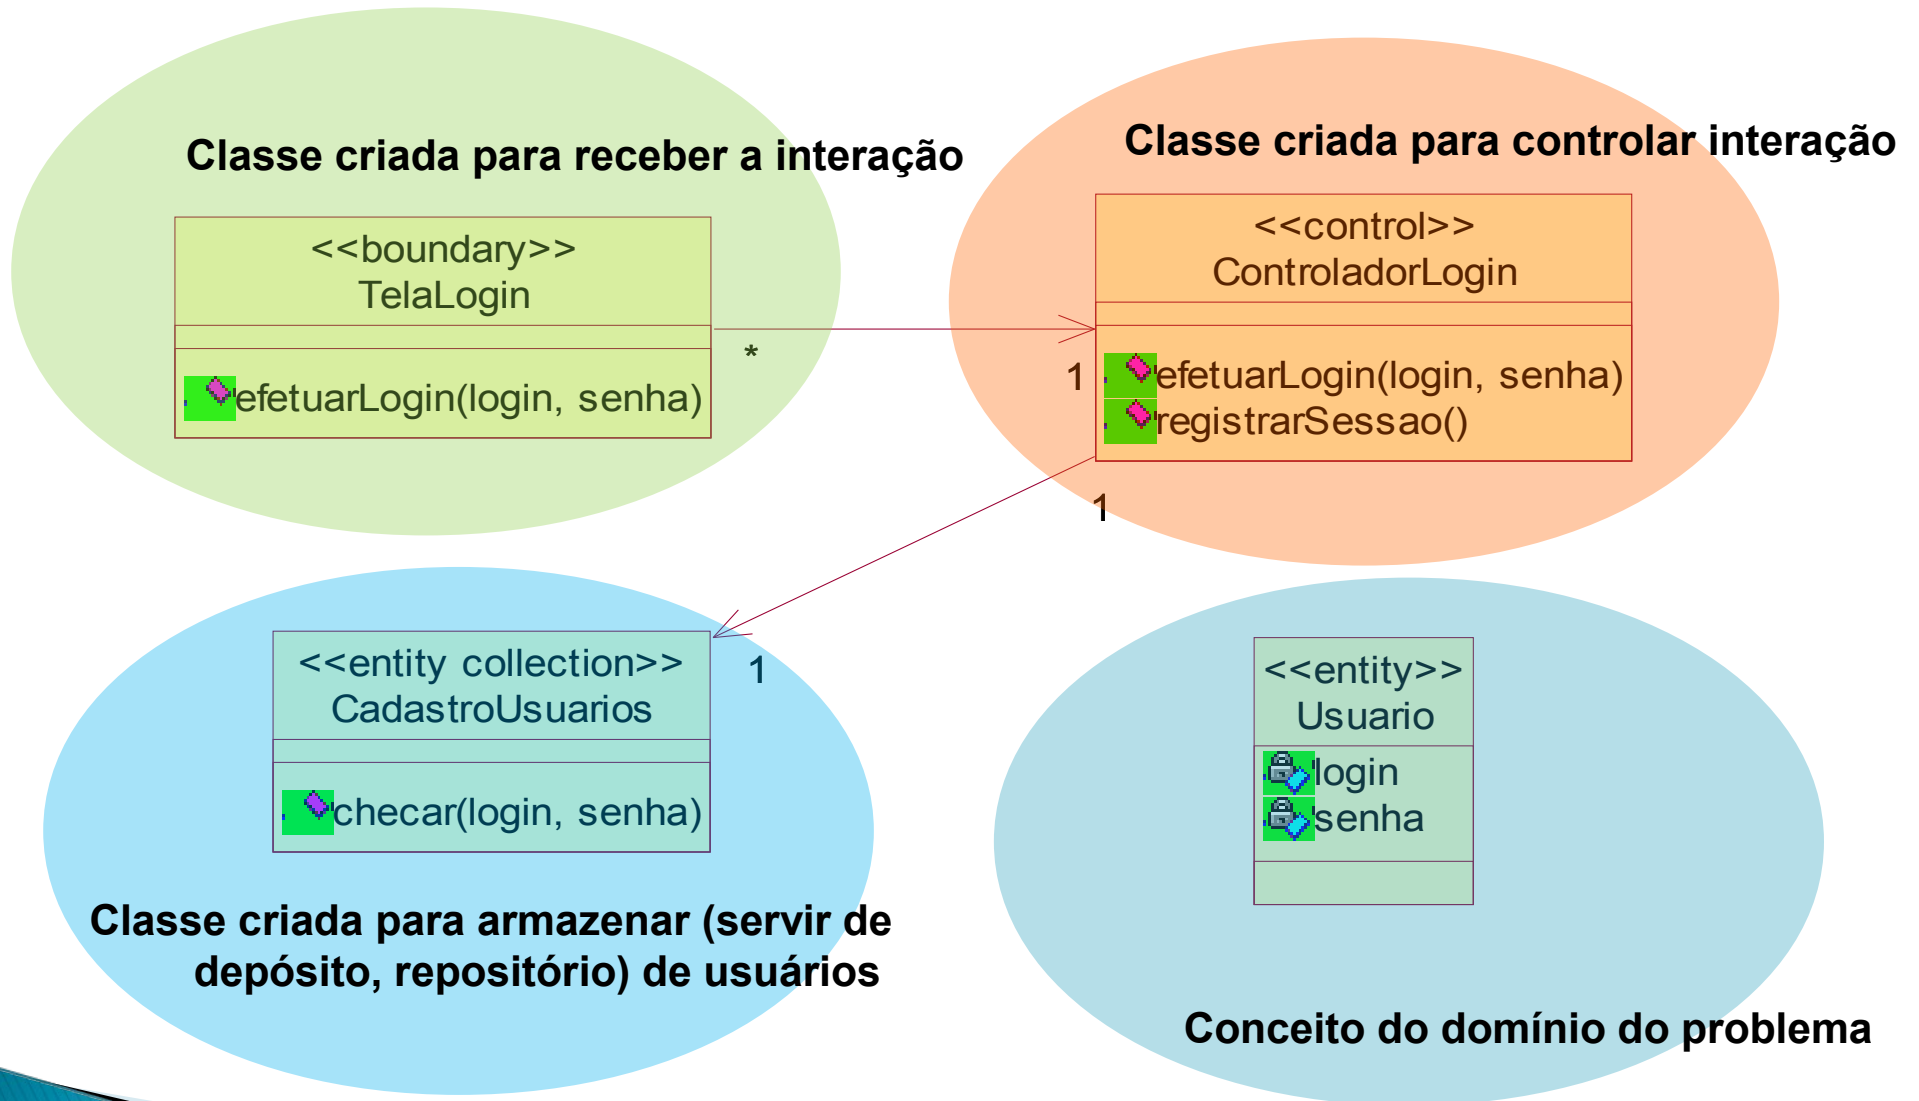 Classe criada para receber a interação
<<boundary>>
TelaLogin
efetuarLogin(login, senha)
*
Classe criada para controlar interação
<<control>>
ControladorLogin
1
efetuarLogin(login, senha)
registrarSessao()
1
<<entity collection>>
CadastroUsuarios
1
checar(login, senha)
Classe criada para armazenar (servir de
depósito, repositório) de usuários
<<entity>>
Usuario
login
senha
Conceito do domínio do problema